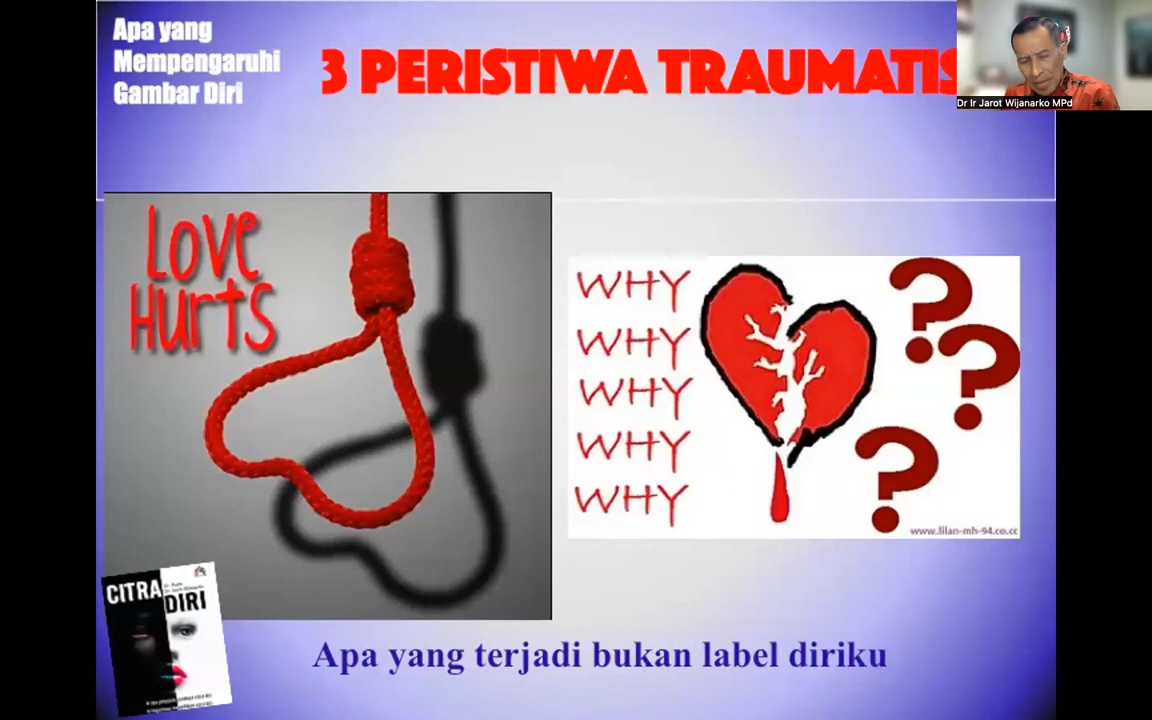 Apa yang
Mempengaruhi
Gambar Diri
3 PERISTIWA TRAUMATIS
Dr Ir Jarot Wijanarko MPd
LOVE
HURTS
WHY
WHY
WHY
WHY
WHY
? ? ?
www.lilan-mh-94.co.cc
CITRA
DIRI
Apa yang terjadi bukan label diriku